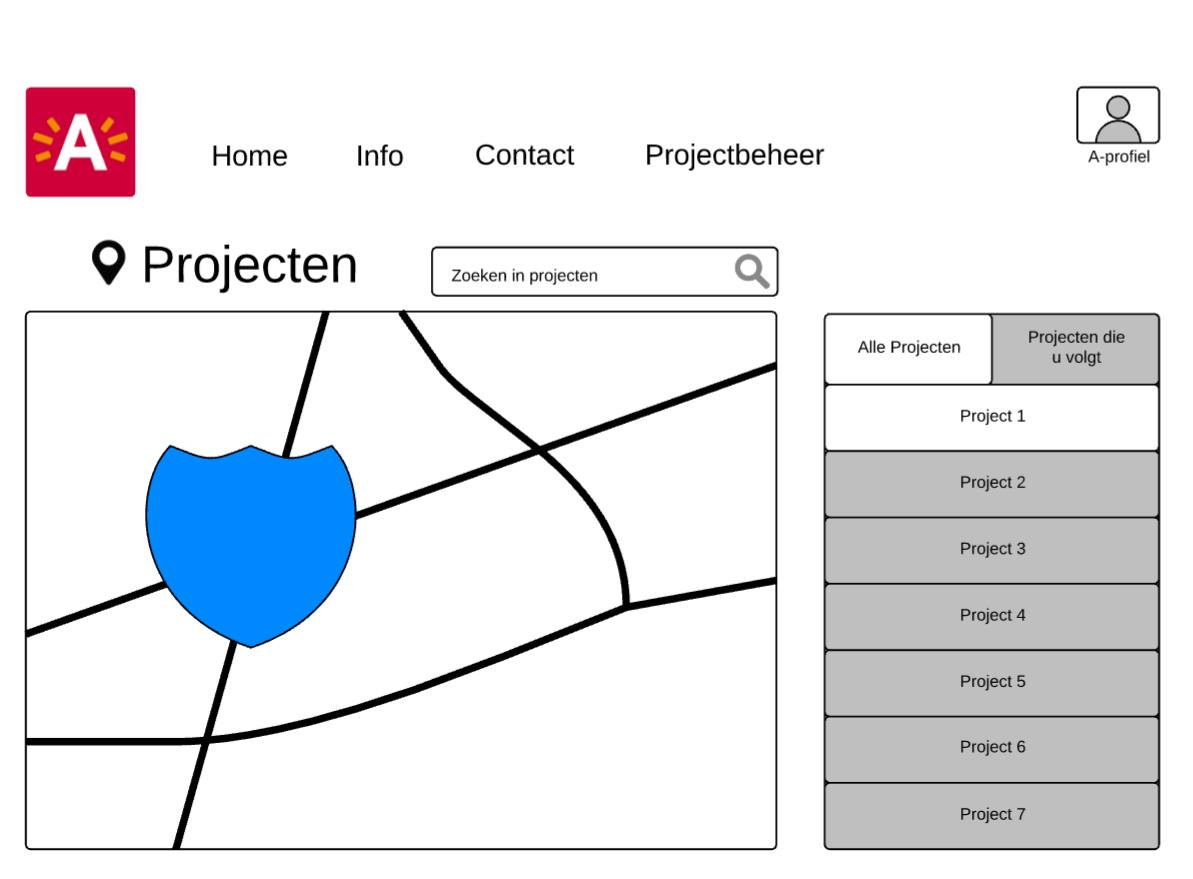 A
Home
Info
Contact
Projectbeheer
A-profiel
Projecten
Zoeken in projecten
Alle Projecten
Projecten die
u volgt
Project 1
Project 2
Project 3
Project 4
Project 5
Project 6
Project 7